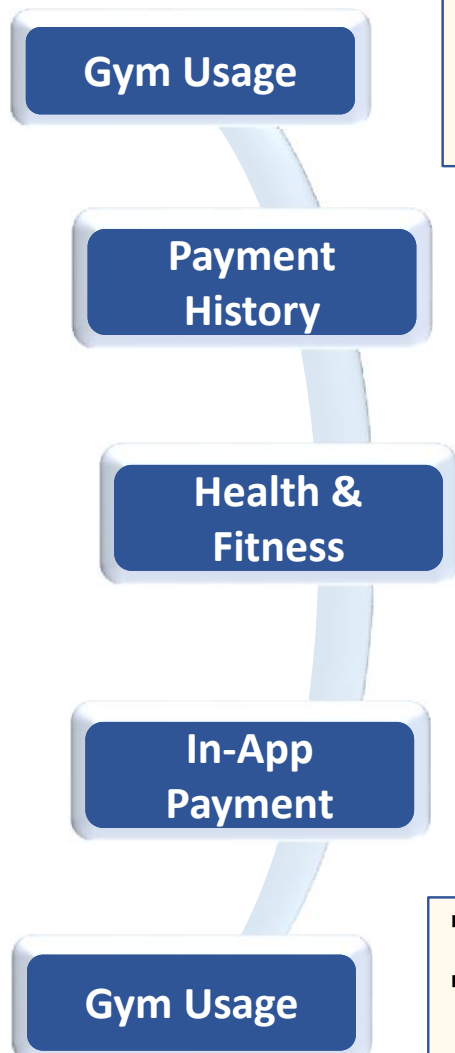 Gym Usage
Payment
History
Health &
Fitness
In-App
Payment
Gym Usage